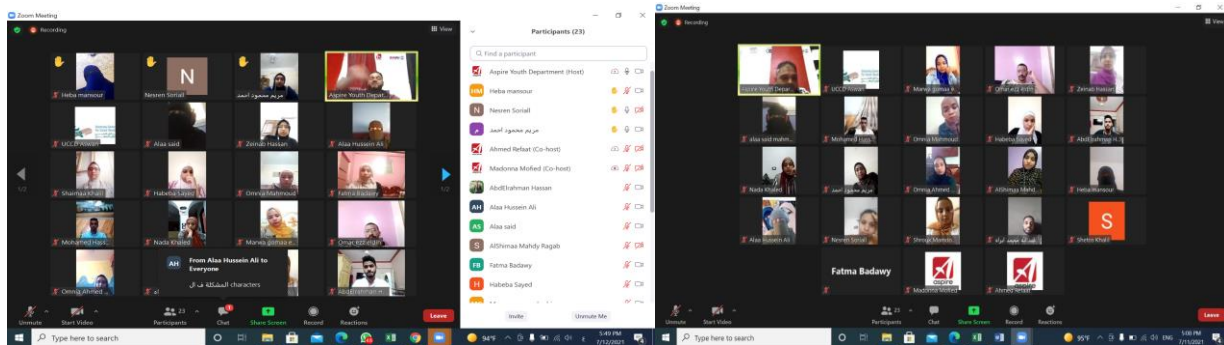 Zoom Meeting
Recording
View
Heba mansour
N
Nesren Soriall
مريم محمود احمد
Aspire Youth Depar...
UCCD Aswan
Alaa said
Zeinab Hassan
Alaa Hussein Ali
Shaimaa Khalil
Habeba Sayed
Omnia Mahmoud
Fatma Badawy
1/2
1/2
Mohamed Hass...
Nada Khaled
Marwa gomaa e...
Omar ezz eldin
Omnia Ahmed
AbdElrahman H...
AH
From Alaa Hussein Ali to
Everyone
المشكلة ف ال characters
Unmute
Start Video
23
Participants
Chat
Share Screen
Record
Reactions
Leave
Participants (23)
Find a participant
Aspire Youth Department (Host)
HM Heba mansour
N Nesren Soriall
م مريم محمود احمد
Ahmed Refaat (Co-host)
Madonna Mofied (Co-host)
AbdElrahman Hassan
AH Alaa Hussein Ali
AS Alaa said
S AlShimaa Mahdy Ragab
FB Fatma Badawy
H Habeba Sayed
Invite
Unmute Me
Type here to search
94°F
5:49 PM
7/12/2021
Zoom Meeting
Recording
View
Aspire Youth Depar...
UCCD Aswan
Marwa gomaa e...
Omar ezz eldin
Zeinab Hassan
alaa said mahm...
Mohamed Hass...
Omnia Mahmoud
Habeba Sayed
AbdElrahman H...
Nada Khaled
مريم محمود احمد
Omnia Ahmed
AlShimaa Mahd...
Heba Mansour
Alaa Hussein Ali
Nesren Soriall
S
Fatma Badawy
aspire
Madonna Mofied
Ahmed Refaat
Unmute
Start Video
23
Participants
Chat
Share Screen
Record
Reactions
Leave
Type here to search
95°F
ENG
5:00 PM
7/11/2021